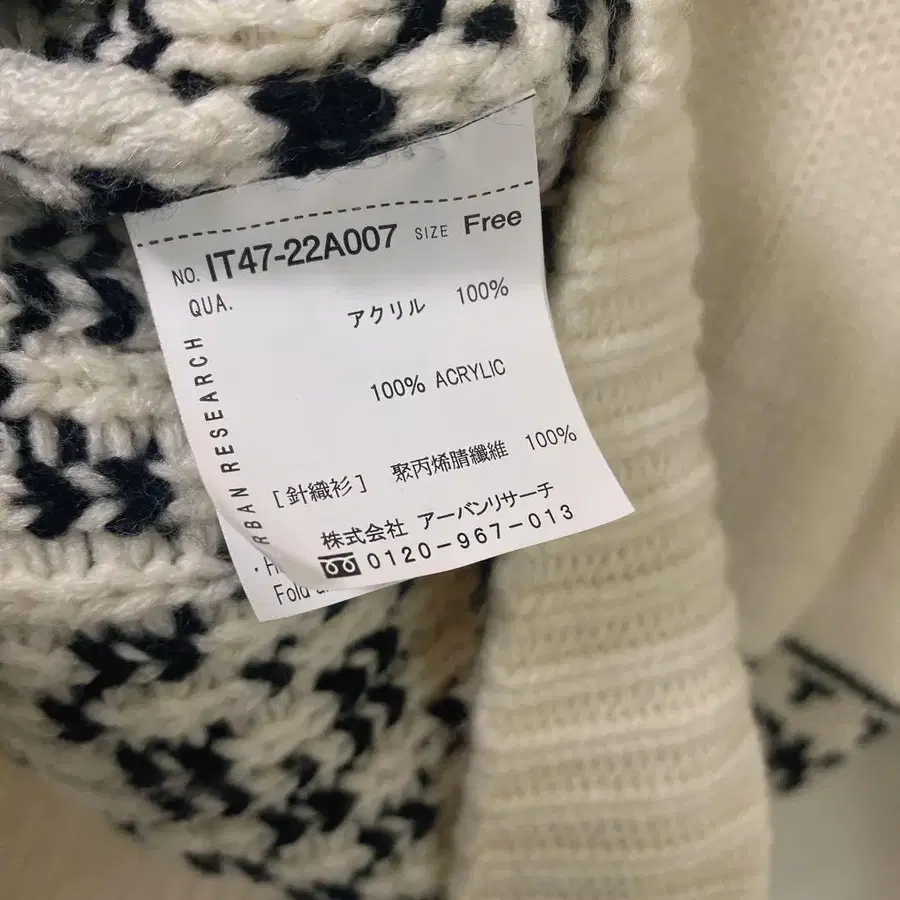 NO. IT47-22A007 SIZE Free
QUA.
アクリル 100%
100% ACRYLIC
[針織衫] 聚丙烯腈纖維 100%
株式会社 アーバンリサーチ
0120-967-013
RESEARCH
Fold